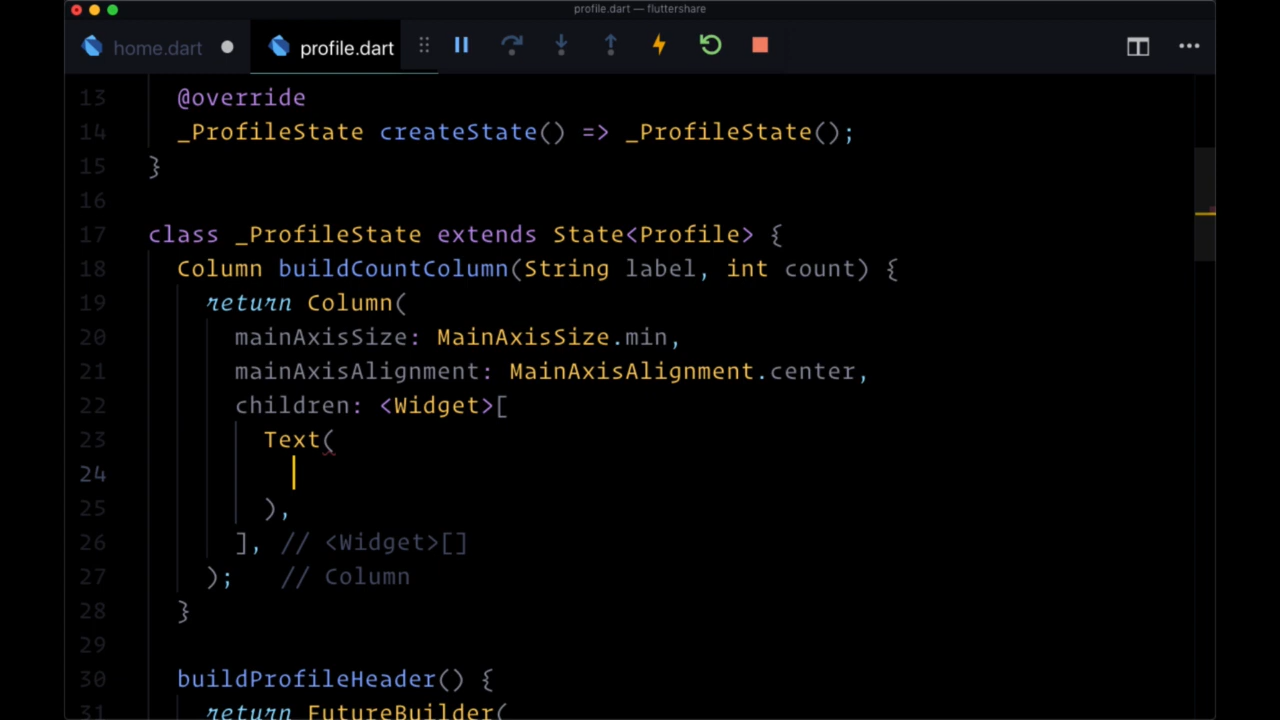 profile.dart — fluttershare
home.dart profile.dart
13 @override
14 _ProfileState createState() => _ProfileState();
15 }
16
17 class _ProfileState extends State<Profile> {
18 Column buildCountColumn(String label, int count) {
19 return Column(
20 mainAxisSize: MainAxisSize.min,
21 mainAxisAlignment: MainAxisAlignment.center,
22 children: <Widget>[
23 Text(
24
25 ),
26 ], // <Widget>[]
27 ); // Column
28 }
29
30 buildProfileHeader() {
31 return FutureBuilder(